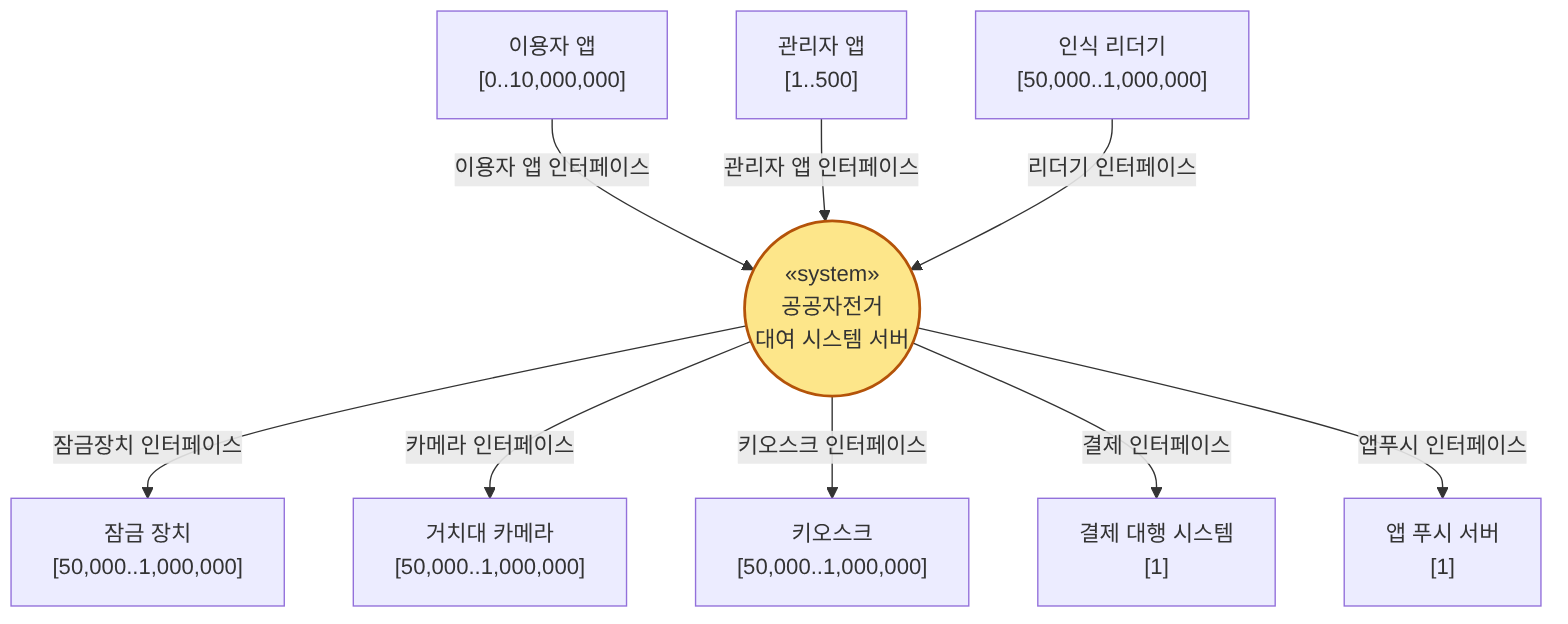 이용자 앱
[0..10,000,000]
관리자 앱
[1..500]
인식 리더기
[50,000..1,000,000]
이용자 앱 인터페이스
관리자 앱 인터페이스
리더기 인터페이스
«system»
공공자전거
대여 시스템 서버
잠금장치 인터페이스
카메라 인터페이스
키오스크 인터페이스
결제 인터페이스
앱푸시 인터페이스
잠금 장치
[50,000..1,000,000]
거치대 카메라
[50,000..1,000,000]
키오스크
[50,000..1,000,000]
결제 대행 시스템
[1]
앱 푸시 서버
[1]